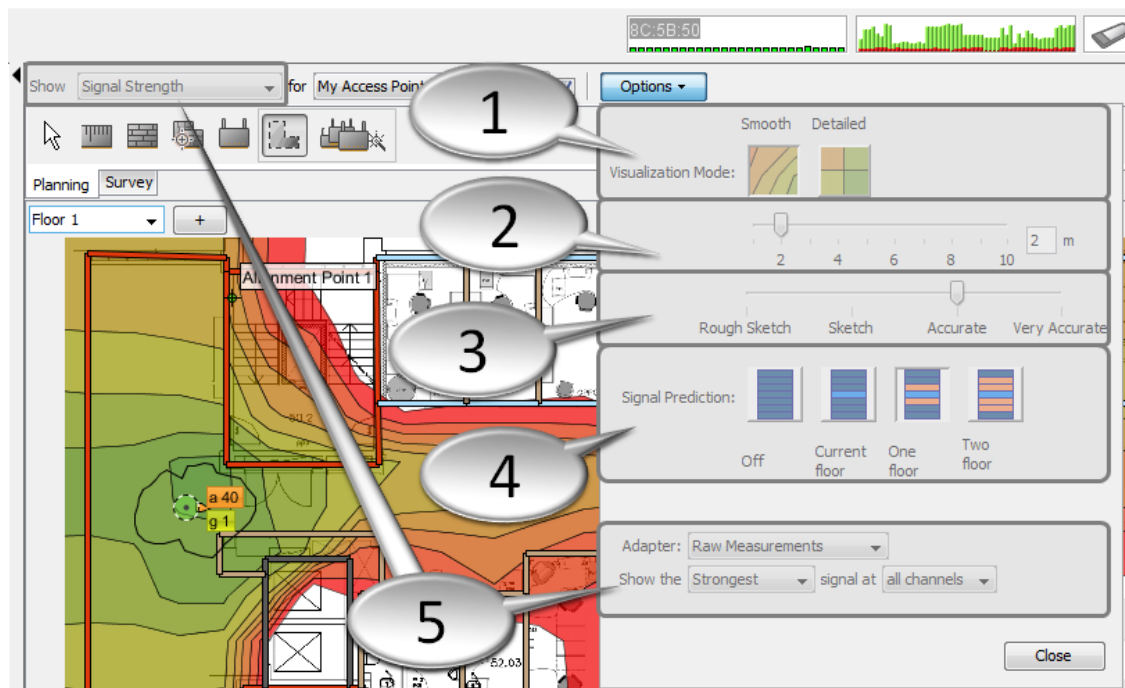 8C:5B:50
Show Signal Strength for My Access Poin Options
1
Smooth Detailed
Visualization Mode:
Planning Survey
2
Floor 1 + 2 m
2 4 6 8 10
Alignment Point 1
3
Rough Sketch Sketch Accurate Very Accurate
Signal Prediction:
4
Off Current floor One floor Two floor
a 40
g 1
Adapter: Raw Measurements
Show the Strongest signal at all channels
5
52.03
Close